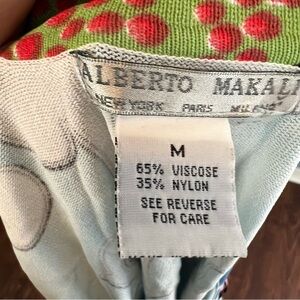 ALBERTO MAKALI
NEW YORK PARIS MILANO
M
65% VISCOSE
35% NYLON
SEE REVERSE
FOR CARE